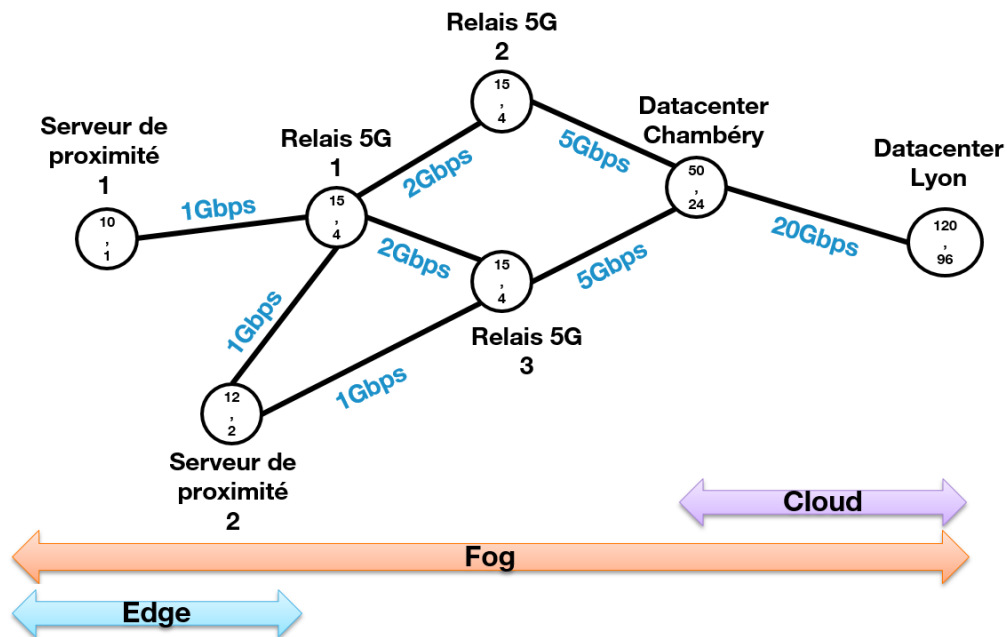 Relais 5G
2
15
,
4
Datacenter
Chambéry
50
,
24
Datacenter
Lyon
120
,
96
Serveur de
proximité
1
10
,
1
Relais 5G
1
15
,
4
1Gbps
2Gbps
5Gbps
20Gbps
2Gbps
5Gbps
15
,
4
Relais 5G
3
1Gbps
1Gbps
12
,
2
Serveur de
proximité
2
Cloud
Fog
Edge